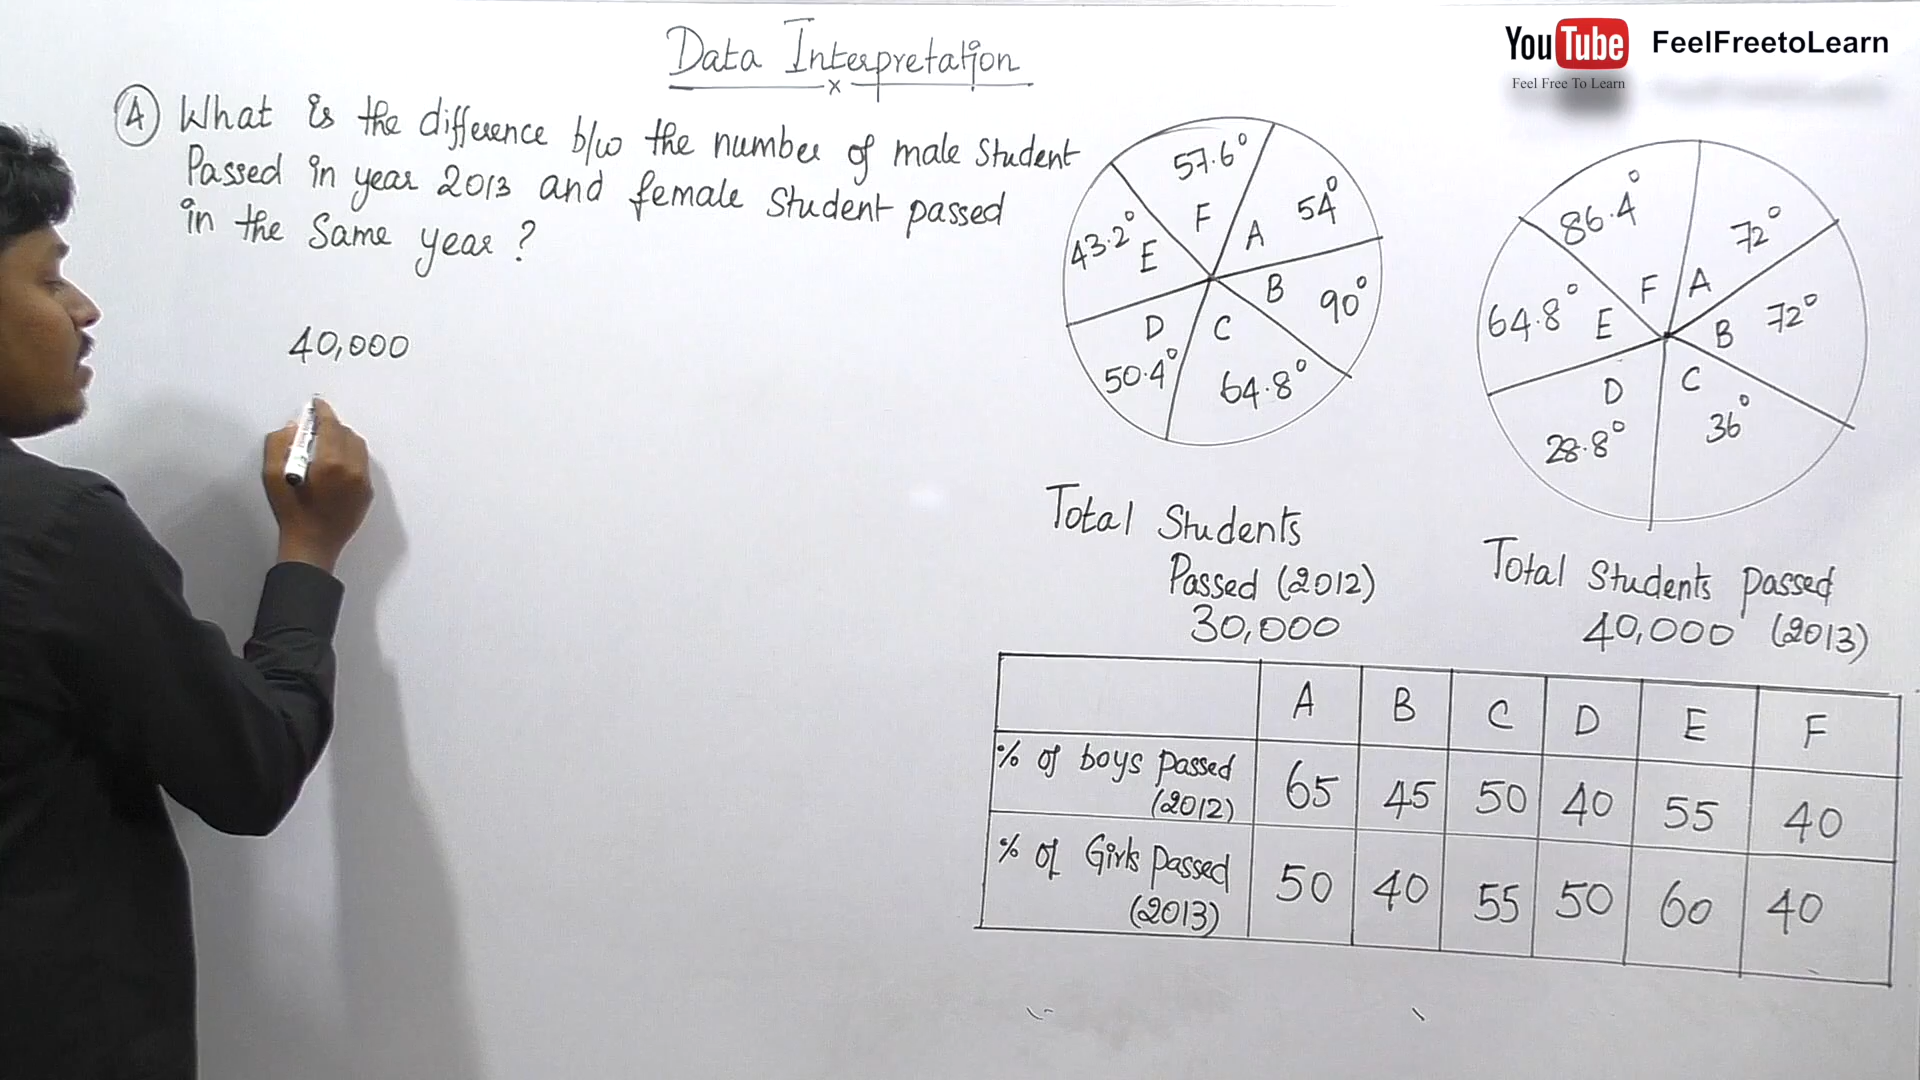 Data Interpretation
x
YouTube FeelFreetoLearn
Feel Free To Learn
4 What is the difference b/w the number of male student
Passed in year 2013 and female student passed
in the same year ?
40,000
57.6°
54°
43.2°
F
A
E
B
90°
D
C
50.4°
64.8°
86.4°
72°
F
A
64.8°
E
B
72°
D
C
28.8°
36°
Total Students
Passed (2012)
30,000
Total Students passed
40,000 (2013)
A B C D E F
% of boys passed
(2012)
65 45 50 40 55 40
% of Girls passed
(2013)
50 40 55 50 60 40